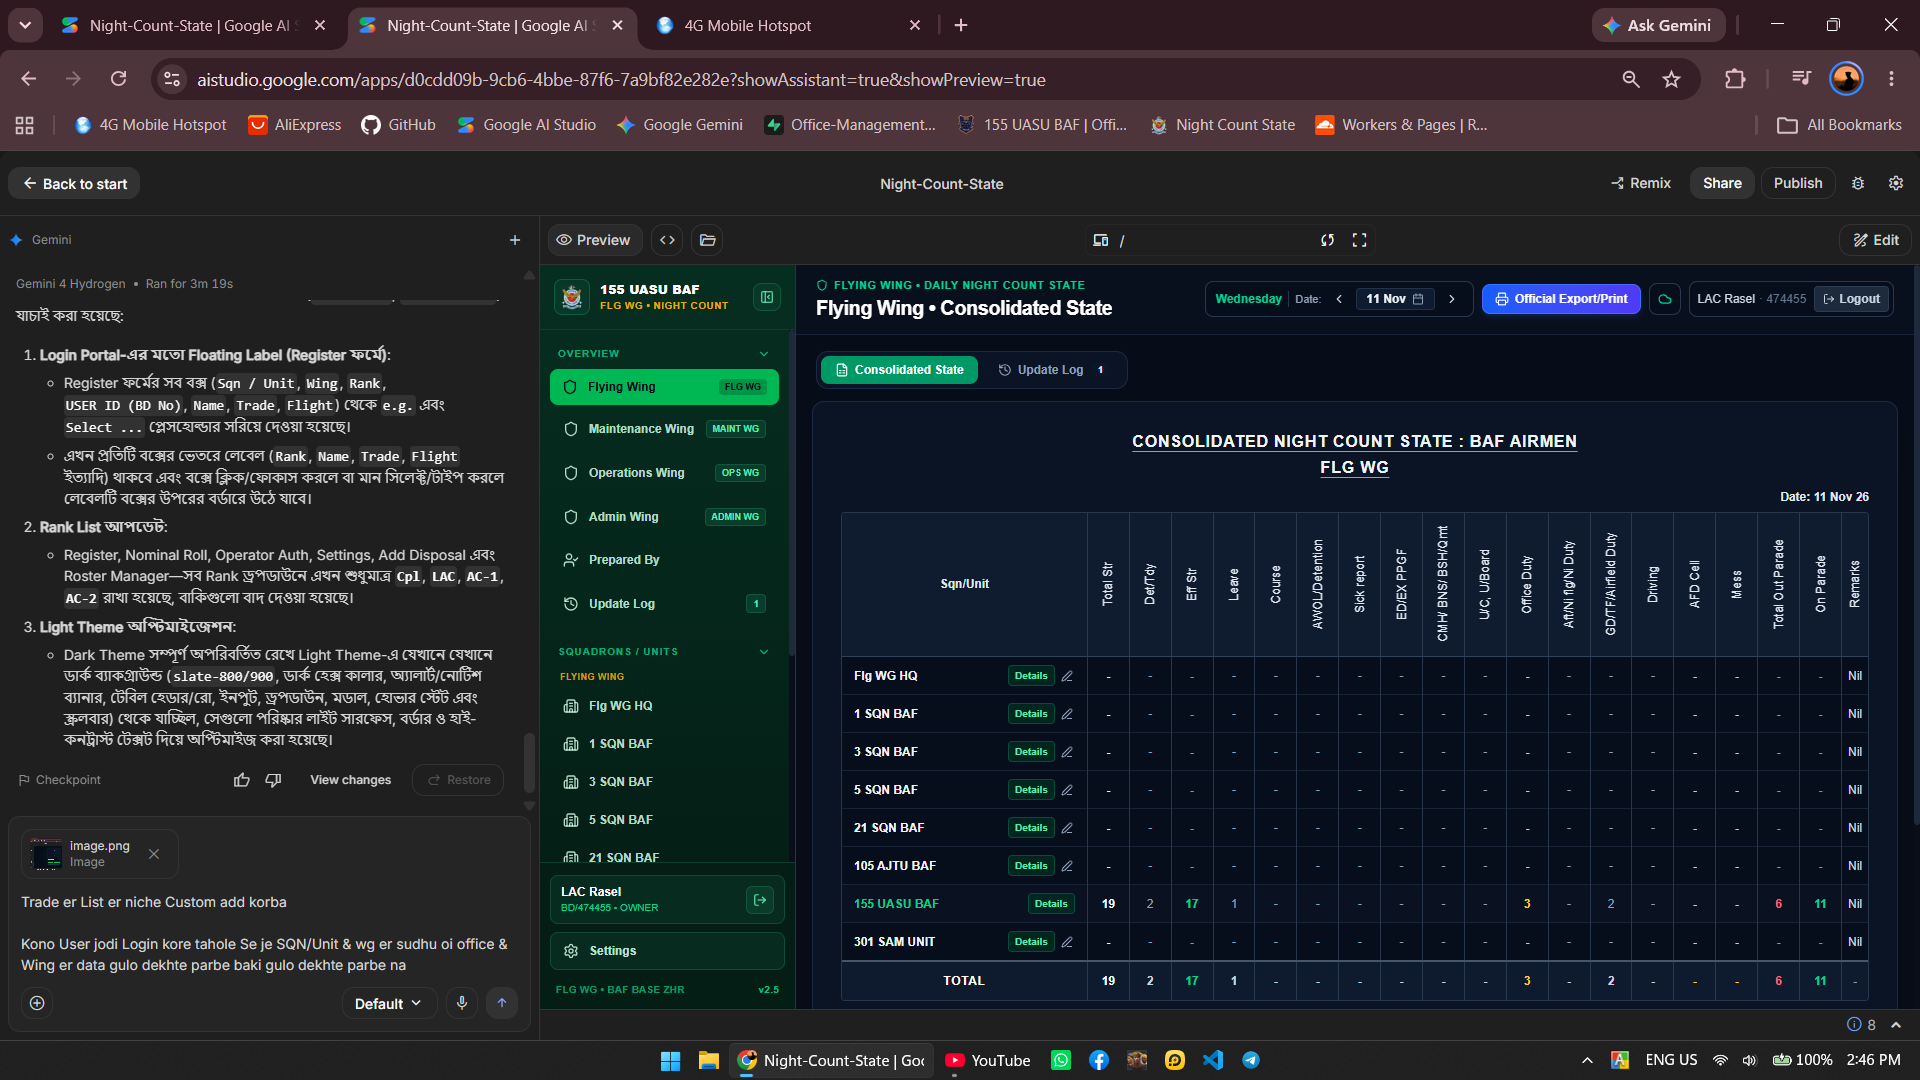 Night-Count-State | Google AI S
Night-Count-State | Google AI S
4G Mobile Hotspot
Ask Gemini
aistudio.google.com/apps/d0cdd09b-9cb6-4bbe-87f6-7a9bf82e282e?showAssistant=true&showPreview=true
4G Mobile Hotspot
AliExpress
GitHub
Google AI Studio
Google Gemini
Office-Management...
155 UASU BAF | Offi...
Night Count State
Workers & Pages | R...
All Bookmarks
Back to start
Night-Count-State
Remix
Share
Publish
Gemini
Preview
/
Edit
Gemini 4 Hydrogen • Ran for 3m 19s
যাচাই করা হয়েছে:
1. Login Portal-এর মতো Floating Label (Register ফর্মে):
Register ফর্মের সব বক্স (Sqn / Unit, Wing, Rank,
USER ID (BD No), Name, Trade, Flight) থেকে e.g. এবং
Select ... প্লেসহোল্ডার সরিয়ে দেওয়া হয়েছে।
এখন প্রতিটি বক্সের ভেতরে লেবেল (Rank, Name, Trade, Flight
ইত্যাদি) থাকবে এবং বক্সে ক্লিক/ফোকাস করলে বা মান সিলেক্ট/টাইপ করলে
লেবেলটি বক্সের উপরের বর্ডারে উঠে যাবে।
2. Rank List আপডেট:
Register, Nominal Roll, Operator Auth, Settings, Add Disposal এবং
Roster Manager—সব Rank ড্রপডাউনে এখন শুধুমাত্র Cpl, LAC, AC-1,
AC-2 রাখা হয়েছে, বাকিগুলো বাদ দেওয়া হয়েছে।
3. Light Theme অপ্টিমাইজেশন:
Dark Theme সম্পূর্ণ অপরিবর্তিত রেখে Light Theme-এ যেখানে যেখানে
ডার্ক ব্যাকগ্রাউন্ড (slate-800/900, ডার্ক হেক্স কালার, অ্যালার্ট/নোটিশ
ব্যানার, টেবিল হেডার/রো, ইনপুট, ড্রপডাউন, মডাল, হোভার স্টেট এবং
স্ক্রলবার) থেকে যাচ্ছিল, সেগুলো পরিষ্কার লাইট সারফেস, বর্ডার ও হাই-
কনট্রাস্ট টেক্সট দিয়ে অপ্টিমাইজ করা হয়েছে।
Checkpoint
View changes
Restore
image.png
Image
Trade er List er niche Custom add korba
Kono User jodi Login kore tahole Se je SQN/Unit & wg er sudhu oi office &
Wing er data gulo dekhte parbe baki gulo dekhte parbe na
Default
155 UASU BAF
FLG WG • NIGHT COUNT
OVERVIEW
Flying Wing FLG WG
Maintenance Wing MAINT WG
Operations Wing OPS WG
Admin Wing ADMIN WG
Prepared By
Update Log 1
SQUADRONS / UNITS
FLYING WING
Flg WG HQ
1 SQN BAF
3 SQN BAF
5 SQN BAF
21 SQN BAF
LAC Rasel
BD/474455 • OWNER
Settings
FLG WG • BAF BASE ZHR v2.5
FLYING WING • DAILY NIGHT COUNT STATE
Flying Wing • Consolidated State
Wednesday Date: 11 Nov
Official Export/Print
LAC Rasel · 474455 Logout
Consolidated State
Update Log 1
CONSOLIDATED NIGHT COUNT STATE : BAF AIRMEN
FLG WG
Date: 11 Nov 26
Sqn/Unit Total Str Det/Tdy Eff Str Leave Course AWOL/Detention Sick report ED/EX PPGF CMH/ BNS/ BSH/Qrnt U/C, U/Board Office Duty Aft/Ni flg/Ni Duty GD/TF/Airfield Duty Driving AFD Cell Mess Total Out Parade On Parade Remarks
Flg WG HQ Details - - - - - - - - - - - - - - - - - - Nil
1 SQN BAF Details - - - - - - - - - - - - - - - - - - Nil
3 SQN BAF Details - - - - - - - - - - - - - - - - - - Nil
5 SQN BAF Details - - - - - - - - - - - - - - - - - - Nil
21 SQN BAF Details - - - - - - - - - - - - - - - - - - Nil
105 AJTU BAF Details - - - - - - - - - - - - - - - - - - Nil
155 UASU BAF Details 19 2 17 1 - - - - - - 3 - 2 - - - 6 11 Nil
301 SAM UNIT Details - - - - - - - - - - - - - - - - - - Nil
TOTAL 19 2 17 1 - - - - - - 3 - 2 - - - 6 11 -
8
Night-Count-State | Goo
YouTube
ENG US
100%
2:46 PM